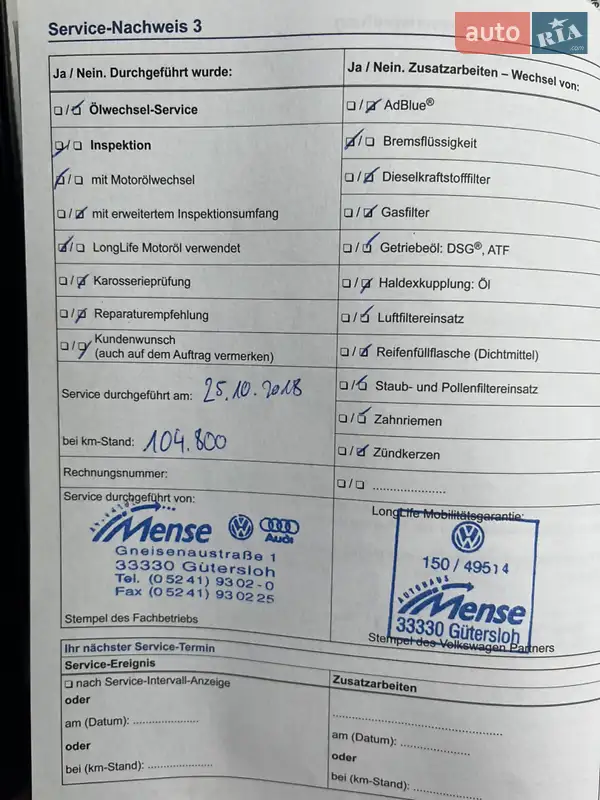 Service-Nachweis 3
auto RIA .com
Ja / Nein. Durchgeführt wurde:
☐/☑ Ölwechsel-Service
☑/☐ Inspektion
☑/☐ mit Motorölwechsel
☐/☑ mit erweitertem Inspektionsumfang
☑/☐ LongLife Motoröl verwendet
☐/☑ Karosserieprüfung
☐/☑ Reparaturempfehlung
☐/☑ Kundenwunsch
(auch auf dem Auftrag vermerken)
Service durchgeführt am: 25.10.2018
bei km-Stand: 104.800
Rechnungsnummer:
Service durchgeführt von:
AUTOHAUS
Mense
Audi
Gneisenaustraße 1
33330 Gütersloh
Tel. (05241) 9302-0
Fax (05241) 930225
Stempel des Fachbetriebs
Ja / Nein. Zusatzarbeiten – Wechsel von:
☐/☑ AdBlue®
☑/☐ Bremsflüssigkeit
☐/☑ Dieselkraftstofffilter
☐/☑ Gasfilter
☐/☑ Getriebeöl: DSG®, ATF
☐/☑ Haldexkupplung: Öl
☐/☑ Luftfiltereinsatz
☐/☑ Reifenfüllflasche (Dichtmittel)
☐/☑ Staub- und Pollenfiltereinsatz
☐/☑ Zahnriemen
☐/☑ Zündkerzen
☐/☐ ......................
LongLife Mobilitätsgarantie:
150 / 49514
AUTOHAUS
Mense
33330 Gütersloh
Stempel des Volkswagen Partners
Ihr nächster Service-Termin
Service-Ereignis
☐ nach Service-Intervall-Anzeige
oder
am (Datum): ....................
oder
bei (km-Stand): ....................
Zusatzarbeiten
..................................................
am (Datum): ....................
oder
bei (km-Stand): ....................